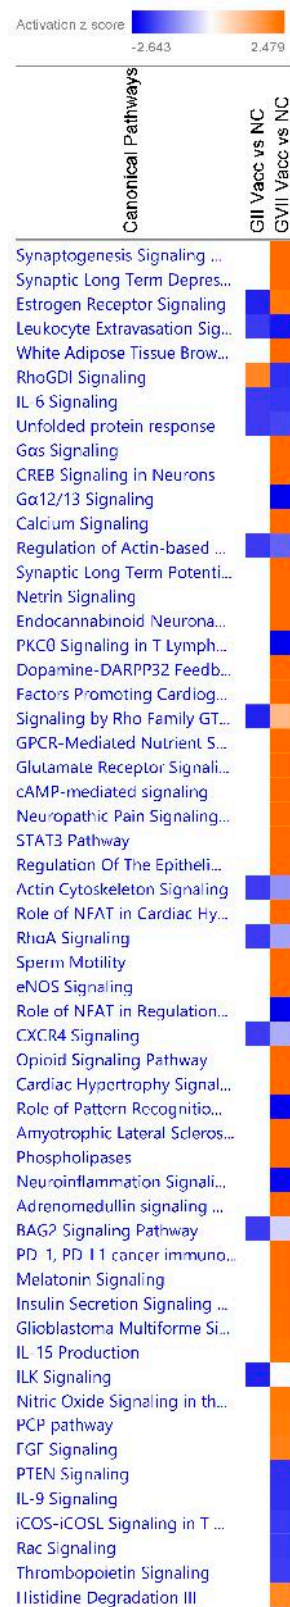 Activation z score
-2.643 2.479
Canonical Pathways
GII Vacc vs NC
GVII Vacc vs NC
Synaptogenesis Signaling ...
Synaptic Long Term Depres...
Estrogen Receptor Signaling
Leukocyte Extravasation Sig...
White Adipose Tissue Brow...
RhoGDI Signaling
IL-6 Signaling
Unfolded protein response
Gαs Signaling
CREB Signaling in Neurons
Gα12/13 Signaling
Calcium Signaling
Regulation of Actin-based ...
Synaptic Long Term Potenti...
Netrin Signaling
Endocannabinoid Neurona...
PKCθ Signaling in T Lymph...
Dopamine-DARPP32 Feedb...
Factors Promoting Cardiog...
Signaling by Rho Family GT...
GPCR-Mediated Nutrient S...
Glutamate Receptor Signali...
cAMP-mediated signaling
Neuropathic Pain Signaling...
STAT3 Pathway
Regulation Of The Epitheli...
Actin Cytoskeleton Signaling
Role of NFAT in Cardiac Hy...
RhoA Signaling
Sperm Motility
eNOS Signaling
Role of NFAT in Regulation...
CXCR4 Signaling
Opioid Signaling Pathway
Cardiac Hypertrophy Signal...
Role of Pattern Recognitio...
Amyotrophic Lateral Scleros...
Phospholipases
Neuroinflammation Signali...
Adrenomedullin signaling ...
BAG2 Signaling Pathway
PD-1, PD-L1 cancer immuno...
Melatonin Signaling
Insulin Secretion Signaling ...
Glioblastoma Multiforme Si...
IL-15 Production
ILK Signaling
Nitric Oxide Signaling in th...
PCP pathway
FGF Signaling
PTEN Signaling
IL-9 Signaling
iCOS-iCOSL Signaling in T ...
Rac Signaling
Thrombopoietin Signaling
Histidine Degradation III